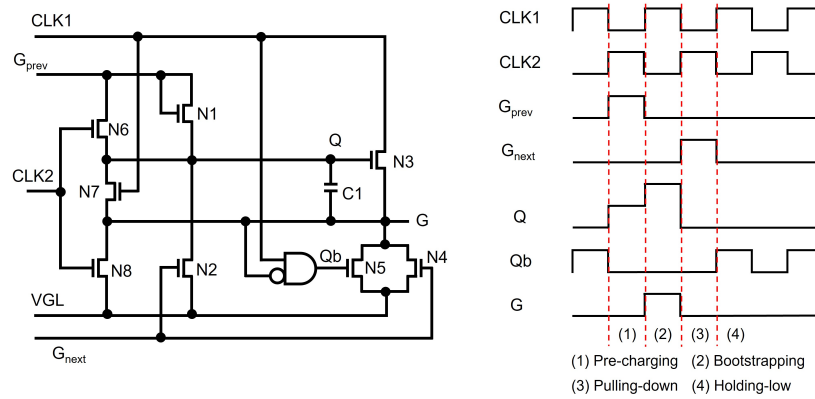 CLK1
Gprev
N6
N1
Q
N3
CLK2
N7
C1
G
N8
N2
Qb
N5
N4
VGL
Gnext
CLK1
CLK2
Gprev
Gnext
Q
Qb
G
(1) (2) (3) (4)
(1) Pre-charging (2) Bootstrapping
(3) Pulling-down (4) Holding-low